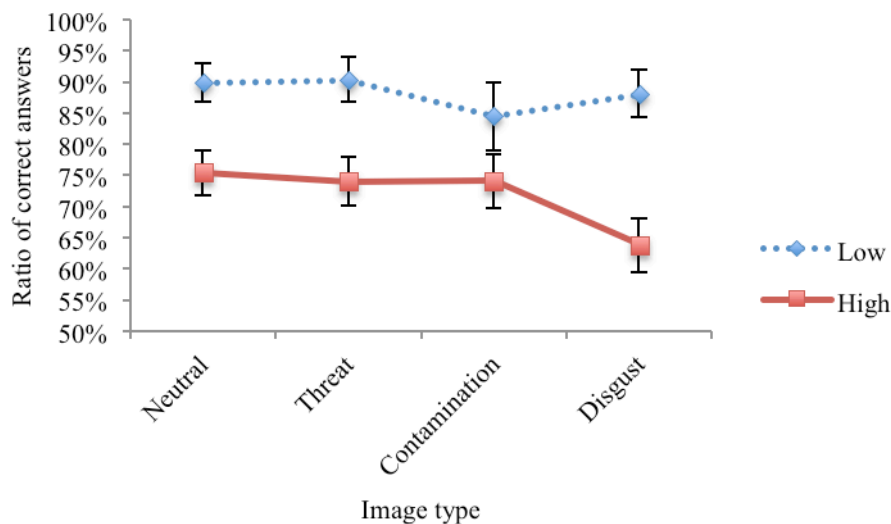 100%
95%
90%
85%
80%
75%
70%
65%
60%
55%
50%
Ratio of correct answers
Neutral
Threat
Contamination
Disgust
Image type
Low
High